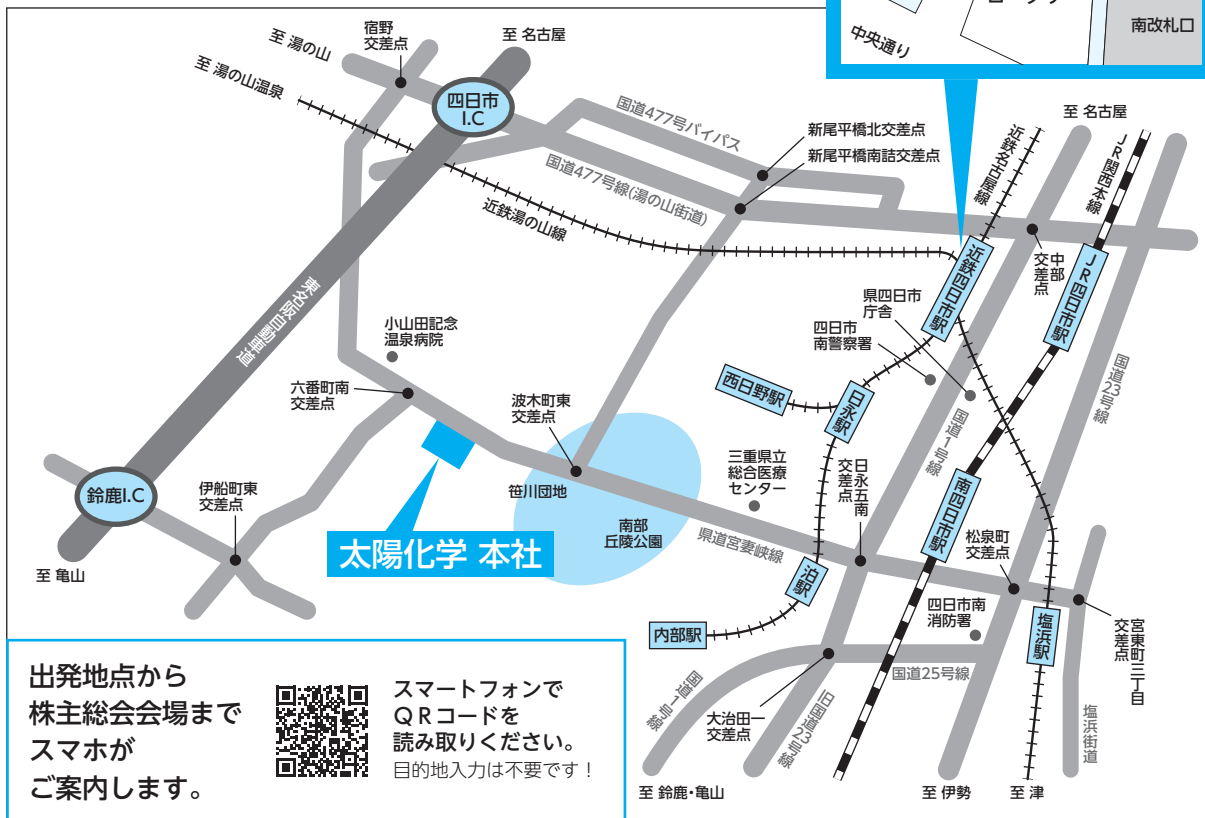 ロータリー
中央通り
南改札口
宿野
交差点
至 名古屋
至 湯の山
至 湯の山温泉
四日市
I.C
国道477号バイパス
新尾平橋北交差点
新尾平橋南詰交差点
国道477号線(湯の山街道)
近鉄湯の山線
至 名古屋
近鉄名古屋線
JR関西本線
東名阪自動車道
近鉄四日市駅
中部
交差点
JR四日市駅
県四日市
庁舎
四日市
南警察署
小山田記念
温泉病院
六番町南
交差点
波木町東
交差点
西日野駅
日永駅
国道1号線
国道23号線
鈴鹿I.C
伊船町東
交差点
笹川団地
南部
丘陵公園
三重県立
総合医療
センター
日永五南
交差点
南四日市駅
松泉町
交差点
県道宮妻峡線
太陽化学 本社
至 亀山
泊駅
四日市南
消防署
内部駅
塩浜駅
宮東町三丁目
交差点
国道25号線
国道1号線
大治田一
交差点
旧国道23号線
塩浜街道
至 鈴鹿・亀山
至 伊勢
至 津
出発地点から
株主総会会場まで
スマホが
ご案内します。
スマートフォンで
QRコードを
読み取りください。
目的地入力は不要です！